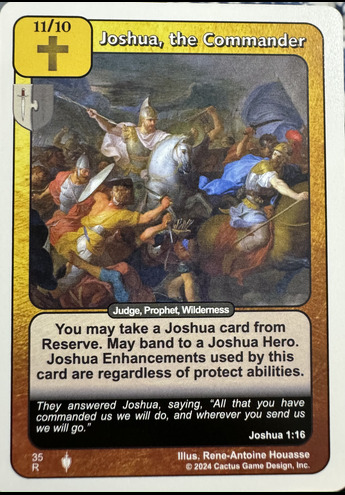 11/10
Joshua, the Commander
Judge, Prophet, Wilderness
You may take a Joshua card from
Reserve. May band to a Joshua Hero.
Joshua Enhancements used by this
card are regardless of protect abilities.
They answered Joshua, saying, "All that you have
commanded us we will do, and wherever you send us
we will go."
Joshua 1:16
35
R
Illus. Rene-Antoine Houasse
© 2024 Cactus Game Design, Inc.